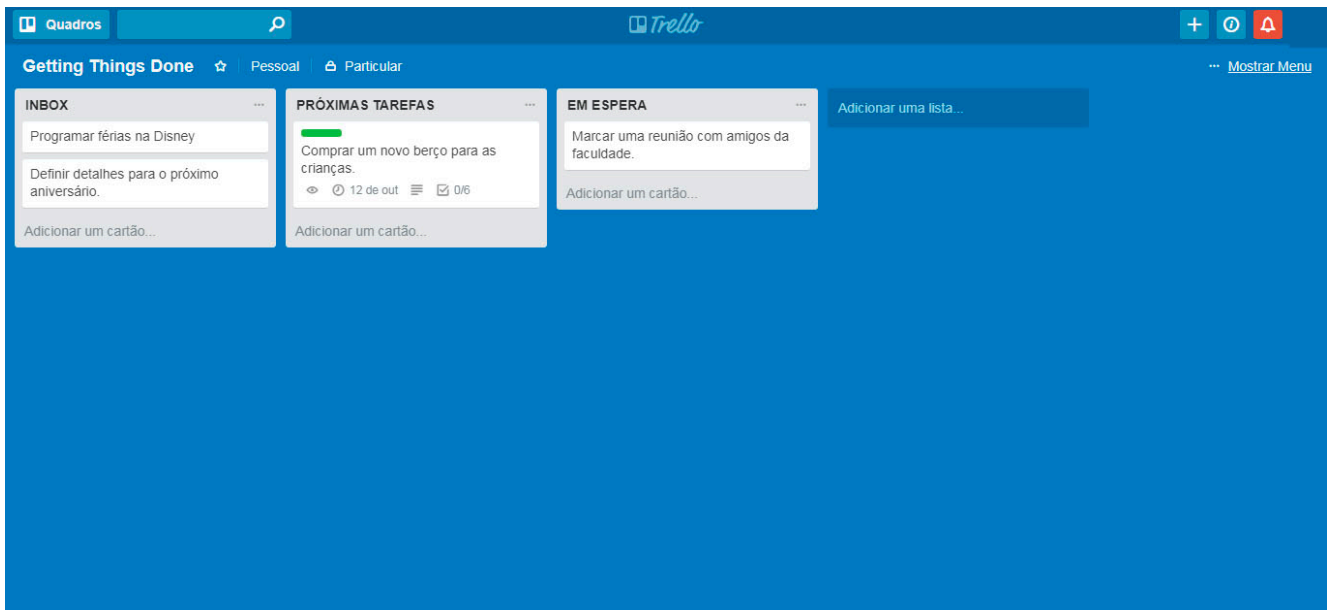 Quadros
Trello
Getting Things Done
Pessoal
Particular
··· Mostrar Menu
INBOX
Programar férias na Disney
Definir detalhes para o próximo
aniversário.
Adicionar um cartão...
PRÓXIMAS TAREFAS
Comprar um novo berço para as
crianças.
12 de out
0/6
Adicionar um cartão...
EM ESPERA
Marcar uma reunião com amigos da
faculdade.
Adicionar um cartão...
Adicionar uma lista...